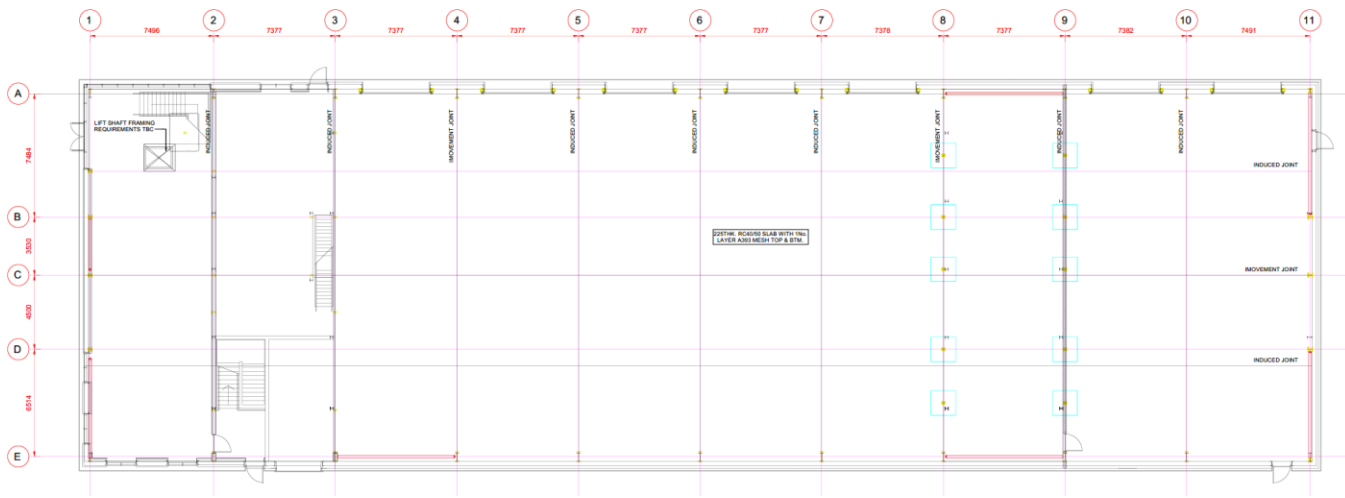 1 2 3 4 5 6 7 8 9 10 11
7496 7377 7377 7377 7377 7377 7378 7377 7382 7491
A
LIFT SHAFT FRAMING
REQUIREMENTS TBC
INDUCED JOINT
INDUCED JOINT
IMOVEMENT JOINT
INDUCED JOINT
INDUCED JOINT
INDUCED JOINT
IMOVEMENT JOINT
INDUCED JOINT
INDUCED JOINT
7484
INDUCED JOINT
B
225THK. RC40/50 SLAB WITH 1No.
LAYER A393 MESH TOP & BTM.
3530
IMOVEMENT JOINT
C
4500
D
INDUCED JOINT
6514
E